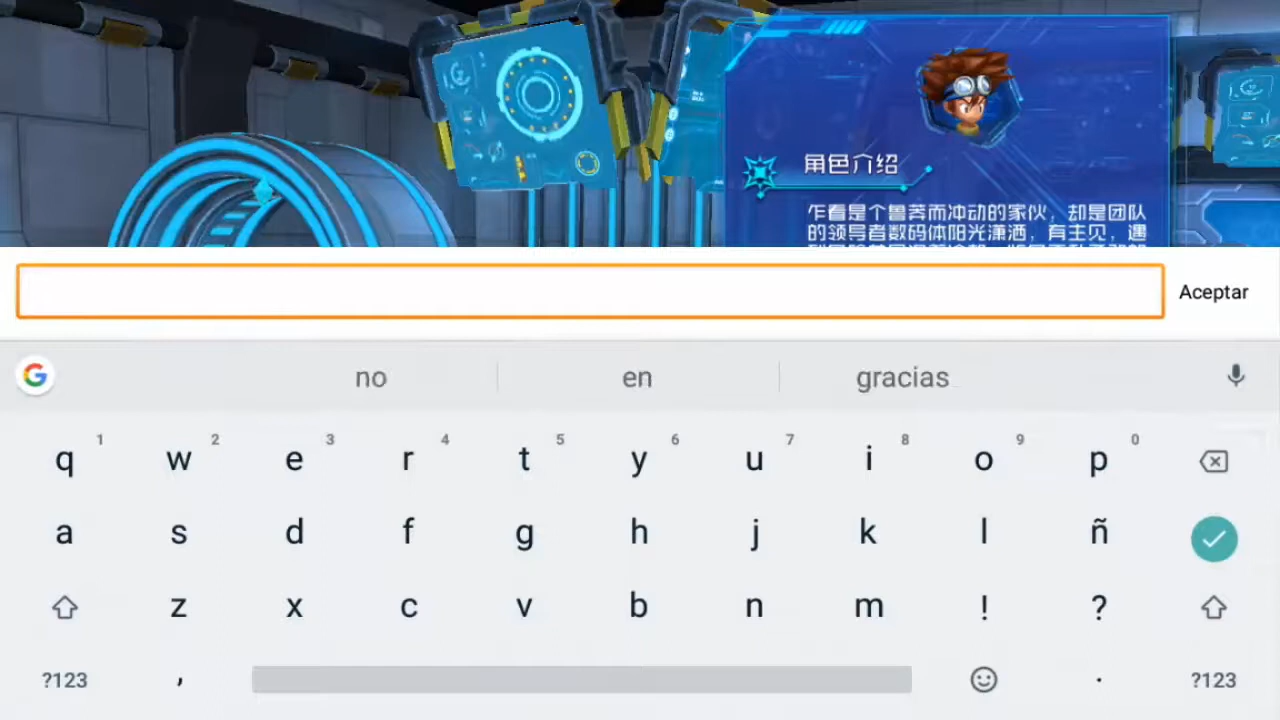 角色介绍
乍看是个鲁莽而冲动的家伙，却是团队
的领导者数码体阳光潇洒，有主见，遇
Aceptar
no en gracias
1 2 3 4 5 6 7 8 9 0
q w e r t y u i o p
a s d f g h j k l ñ
z x c v b n m ! ?
?123 , . ?123